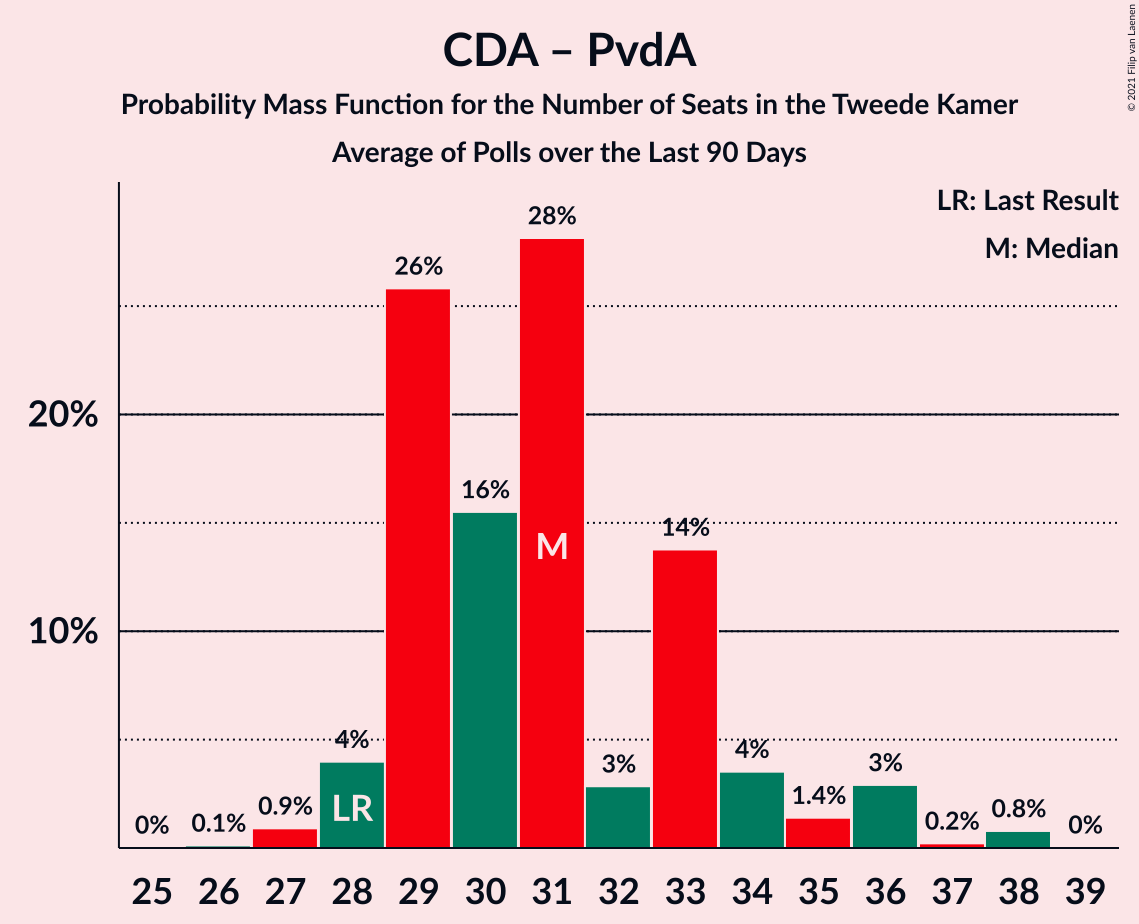 CDA – PvdA
Probability Mass Function for the Number of Seats in the Tweede Kamer
Average of Polls over the Last 90 Days
© 2021 Filip van Laenen
LR: Last Result
M: Median
28%
26%
20%
16%
14%
M
10%
4%
4%
3%
3%
LR
1.4%
0.9%
0.8%
0%
0.1%
0.2%
0%
25 26 27 28 29 30 31 32 33 34 35 36 37 38 39